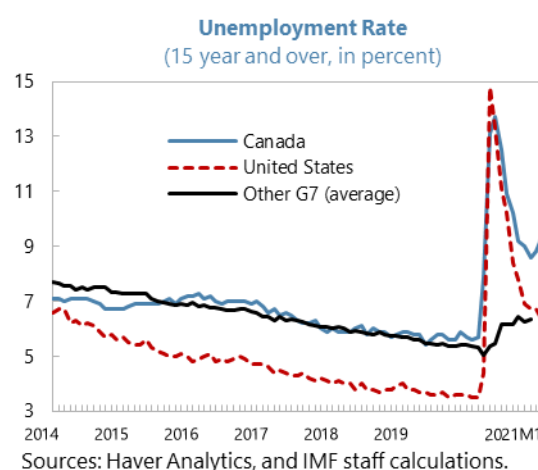 Unemployment Rate
(15 year and over, in percent)
15
13
11
9
7
5
3
Canada
United States
Other G7 (average)
2014 2015 2016 2017 2018 2019 2021M1
Sources: Haver Analytics, and IMF staff calculations.